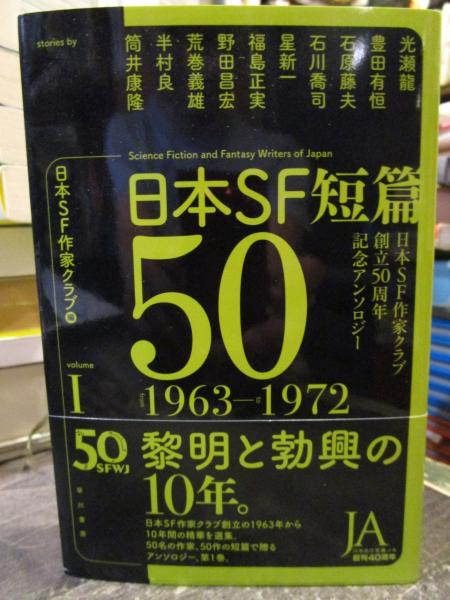 stories by
光瀬龍
豊田有恒
石原藤夫
石川喬司
星新一
福島正実
野田昌宏
荒巻義雄
半村良
筒井康隆
Science Fiction and Fantasy Writers of Japan
日本SF短篇
50
日本SF作家クラブ
創立50周年
記念アンソロジー
日本SF作家クラブ 編
volume
I
from 1963—to 1972
50
SFWJ
黎明と勃興の
10年。
早川書房
日本SF作家クラブ創立の1963年から
10年間の精華を選集。
50名の作家、50作の短篇で贈る
アンソロジー、第1巻。
JA
創刊40周年